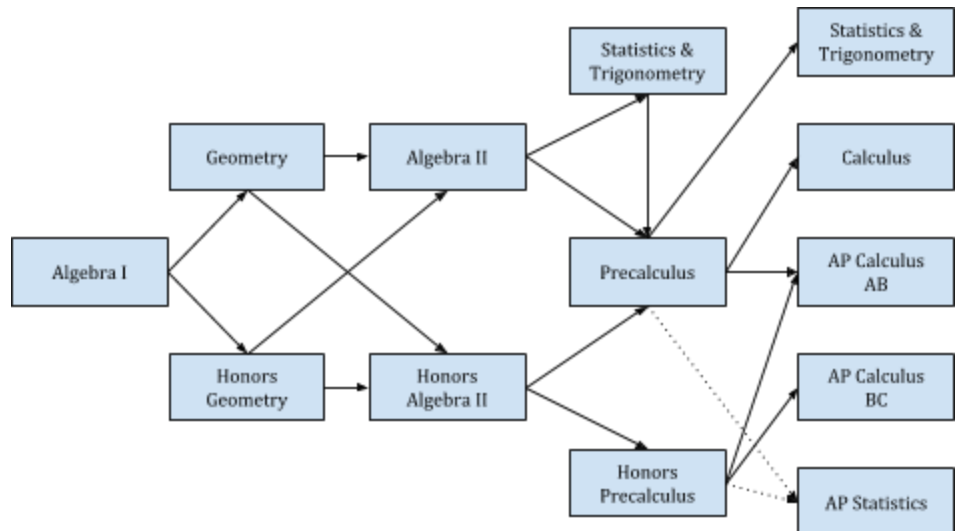 Statistics &
Trigonometry
Statistics &
Trigonometry
Geometry
Algebra II
Calculus
Algebra I
Precalculus
AP Calculus
AB
Honors
Geometry
Honors
Algebra II
AP Calculus
BC
Honors
Precalculus
AP Statistics